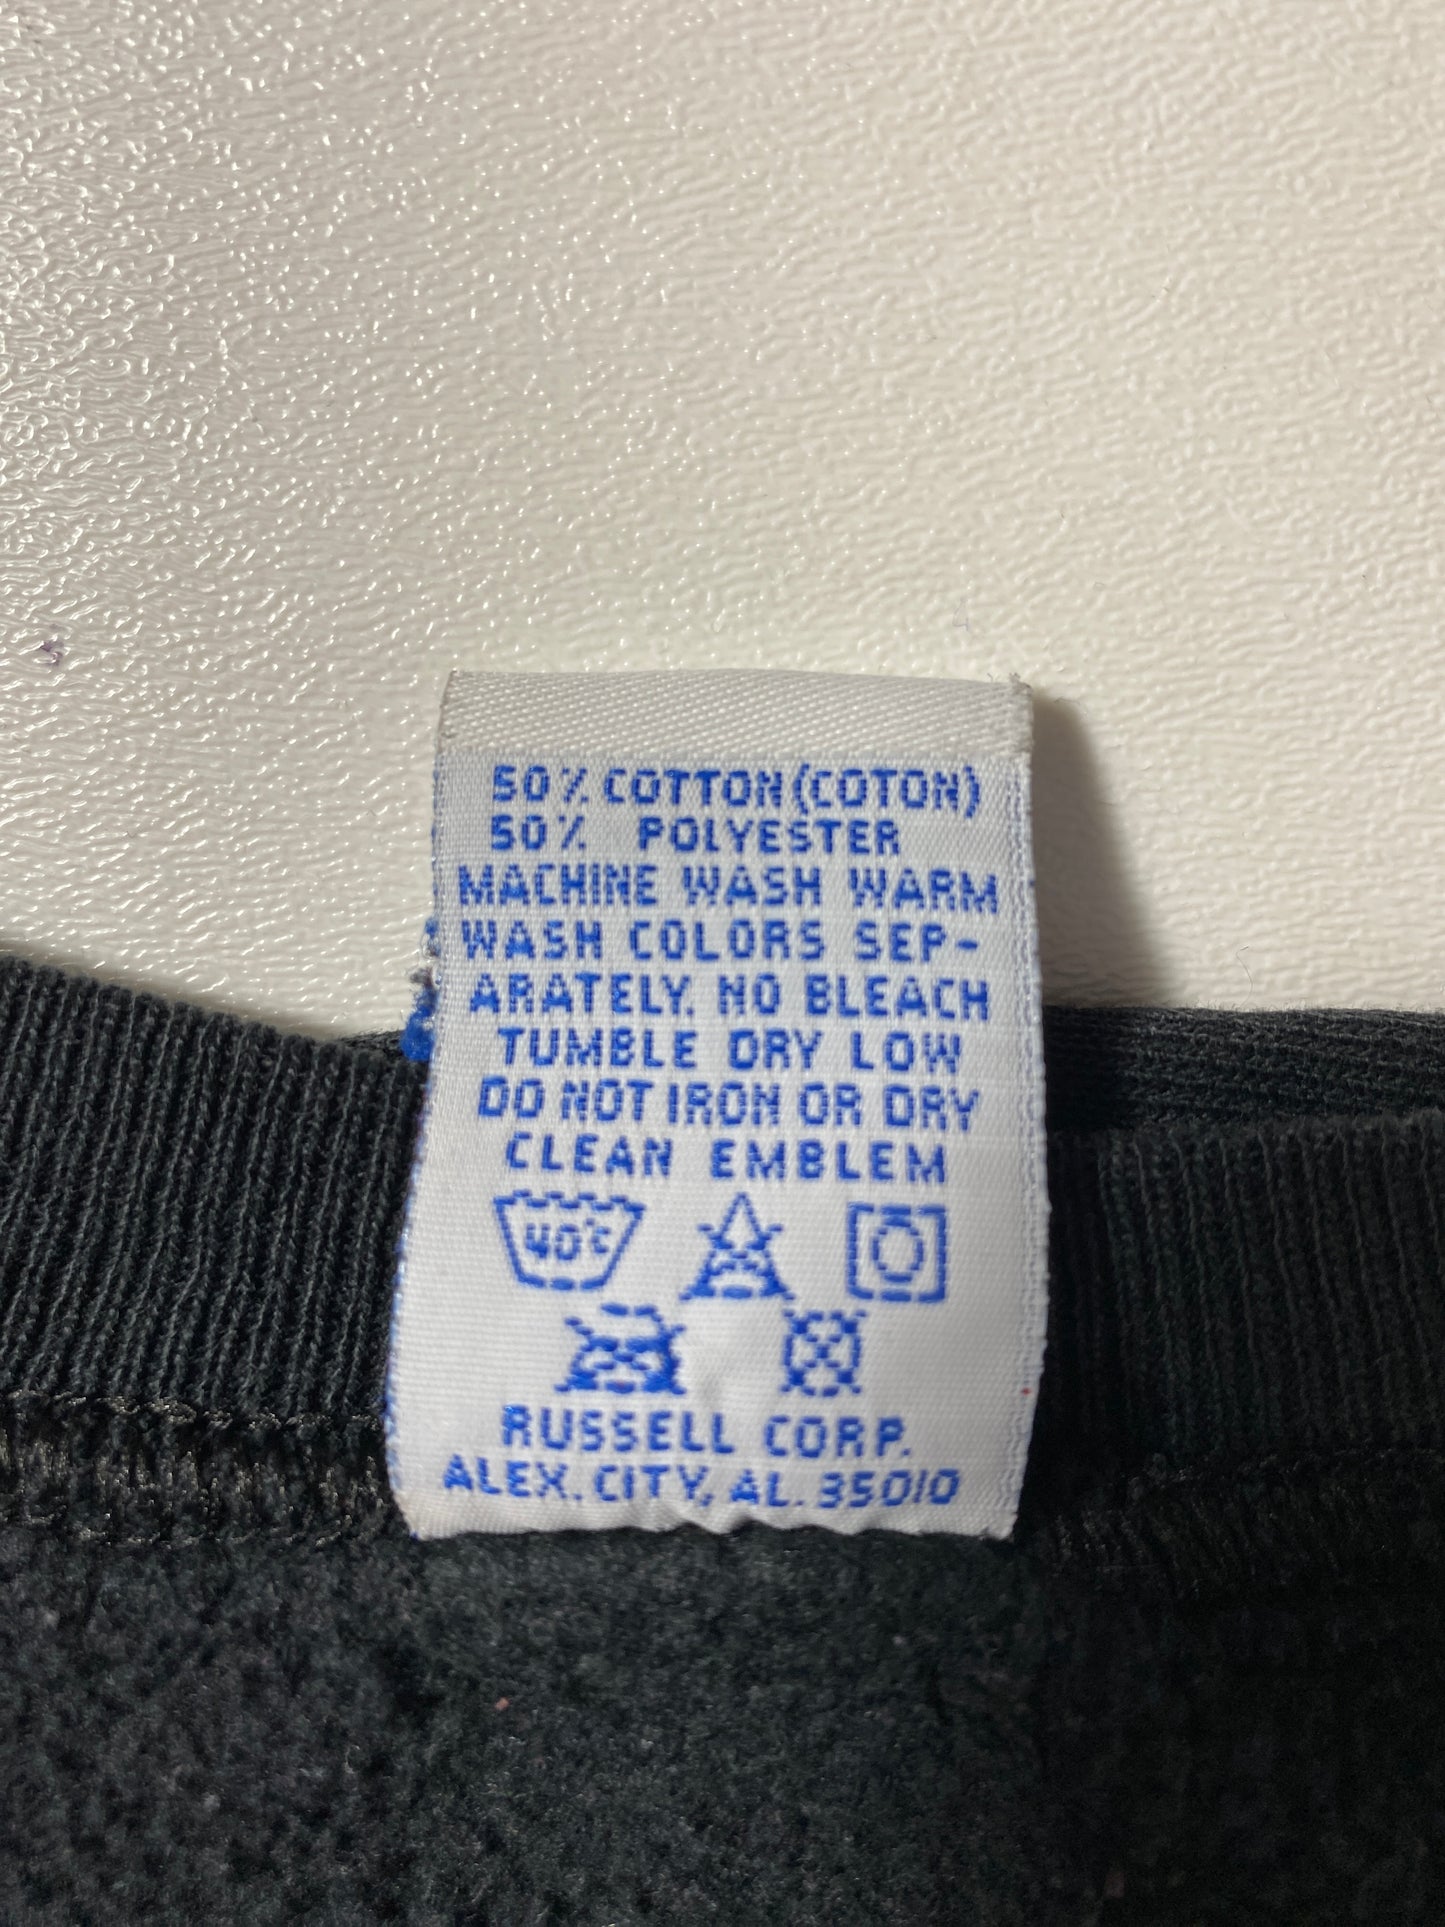 50% COTTON (COTON)
50% POLYESTER
MACHINE WASH WARM
WASH COLORS SEP-
ARATELY. NO BLEACH
TUMBLE DRY LOW
DO NOT IRON OR DRY
CLEAN EMBLEM
40°C
RUSSELL CORP.
ALEX. CITY, AL. 35010